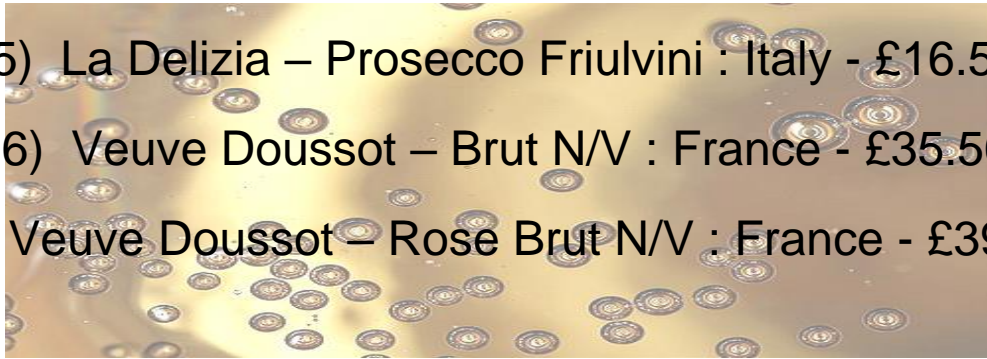 5) La Delizia – Prosecco Friulvini : Italy - £16.5
6) Veuve Doussot – Brut N/V : France - £35.50
Veuve Doussot – Rose Brut N/V : France - £39